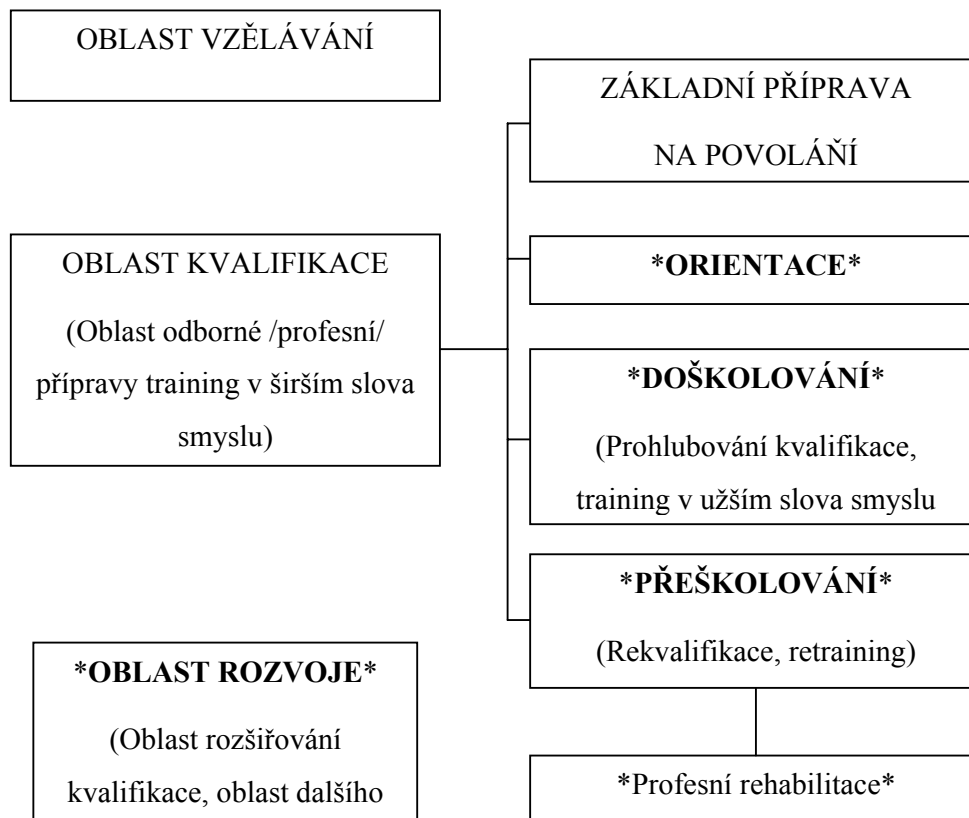 OBLAST VZĚLÁVÁNÍ
ZÁKLADNÍ PŘÍPRAVA
NA POVOLÁŇÍ
OBLAST KVALIFIKACE
(Oblast odborné /profesní/
přípravy training v širším slova
smyslu)
*ORIENTACE*
*DOŠKOLOVÁNÍ*
(Prohlubování kvalifikace,
training v užším slova smyslu
*PŘEŠKOLOVÁNÍ*
(Rekvalifikace, retraining)
*OBLAST ROZVOJE*
(Oblast rozšiřování
kvalifikace, oblast dalšího
*Profesní rehabilitace*